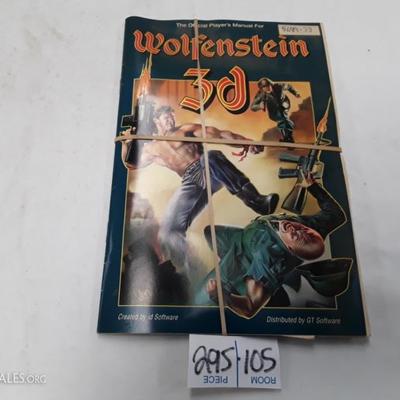 The Official Player's Manual For
Wolfenstein
3d
Created by id Software
Distributed by GT Software
295
105
PIECE
ROOM
ALES.ORG